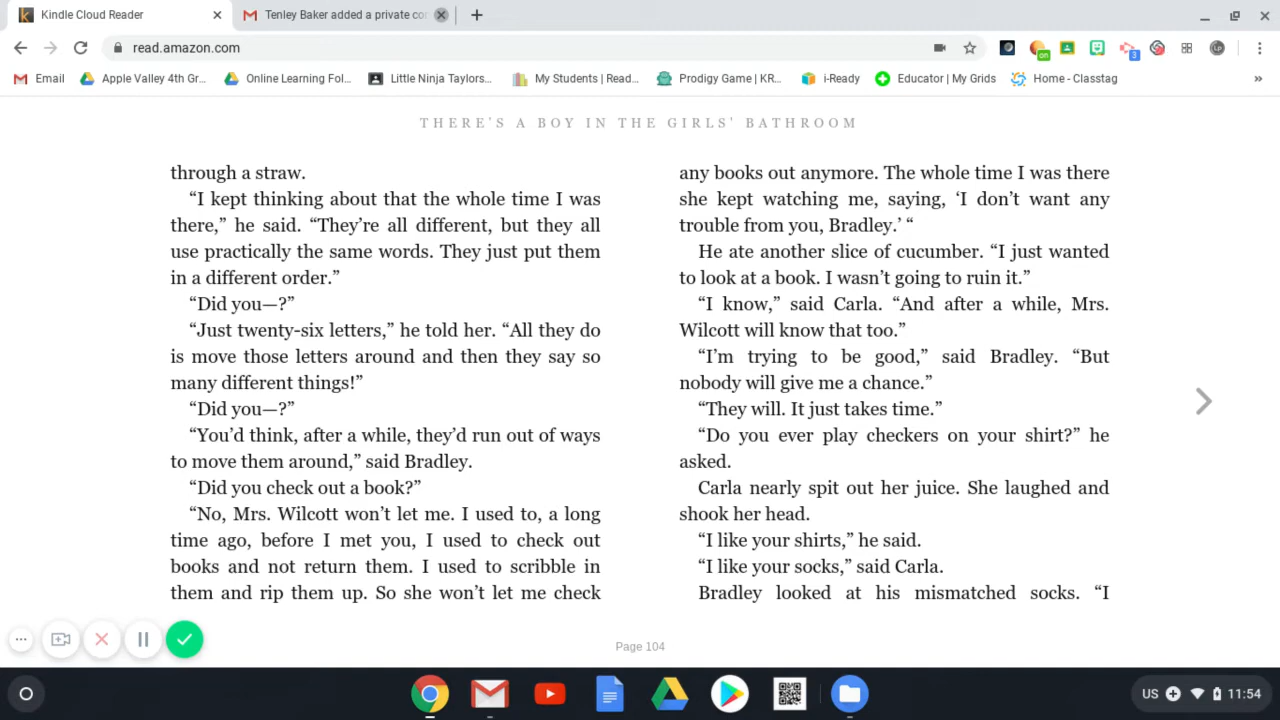 Kindle Cloud Reader
Tenley Baker added a private co
read.amazon.com
on
3
Email
Apple Valley 4th Gr...
Online Learning Fol...
Little Ninja Taylors...
My Students | Read...
Prodigy Game | KR...
i-Ready
Educator | My Grids
Home - Classtag
»
THERE'S A BOY IN THE GIRLS' BATHROOM
through a straw.
“I kept thinking about that the whole time I was
there,” he said. “They’re all different, but they all
use practically the same words. They just put them
in a different order.”
“Did you—?”
“Just twenty-six letters,” he told her. “All they do
is move those letters around and then they say so
many different things!”
“Did you—?”
“You’d think, after a while, they’d run out of ways
to move them around,” said Bradley.
“Did you check out a book?”
“No, Mrs. Wilcott won’t let me. I used to, a long
time ago, before I met you, I used to check out
books and not return them. I used to scribble in
them and rip them up. So she won’t let me check
any books out anymore. The whole time I was there
she kept watching me, saying, ‘I don’t want any
trouble from you, Bradley.’ “
He ate another slice of cucumber. “I just wanted
to look at a book. I wasn’t going to ruin it.”
“I know,” said Carla. “And after a while, Mrs.
Wilcott will know that too.”
“I’m trying to be good,” said Bradley. “But
nobody will give me a chance.”
“They will. It just takes time.”
“Do you ever play checkers on your shirt?” he
asked.
Carla nearly spit out her juice. She laughed and
shook her head.
“I like your shirts,” he said.
“I like your socks,” said Carla.
Bradley looked at his mismatched socks. “I
Page 104
US
11:54